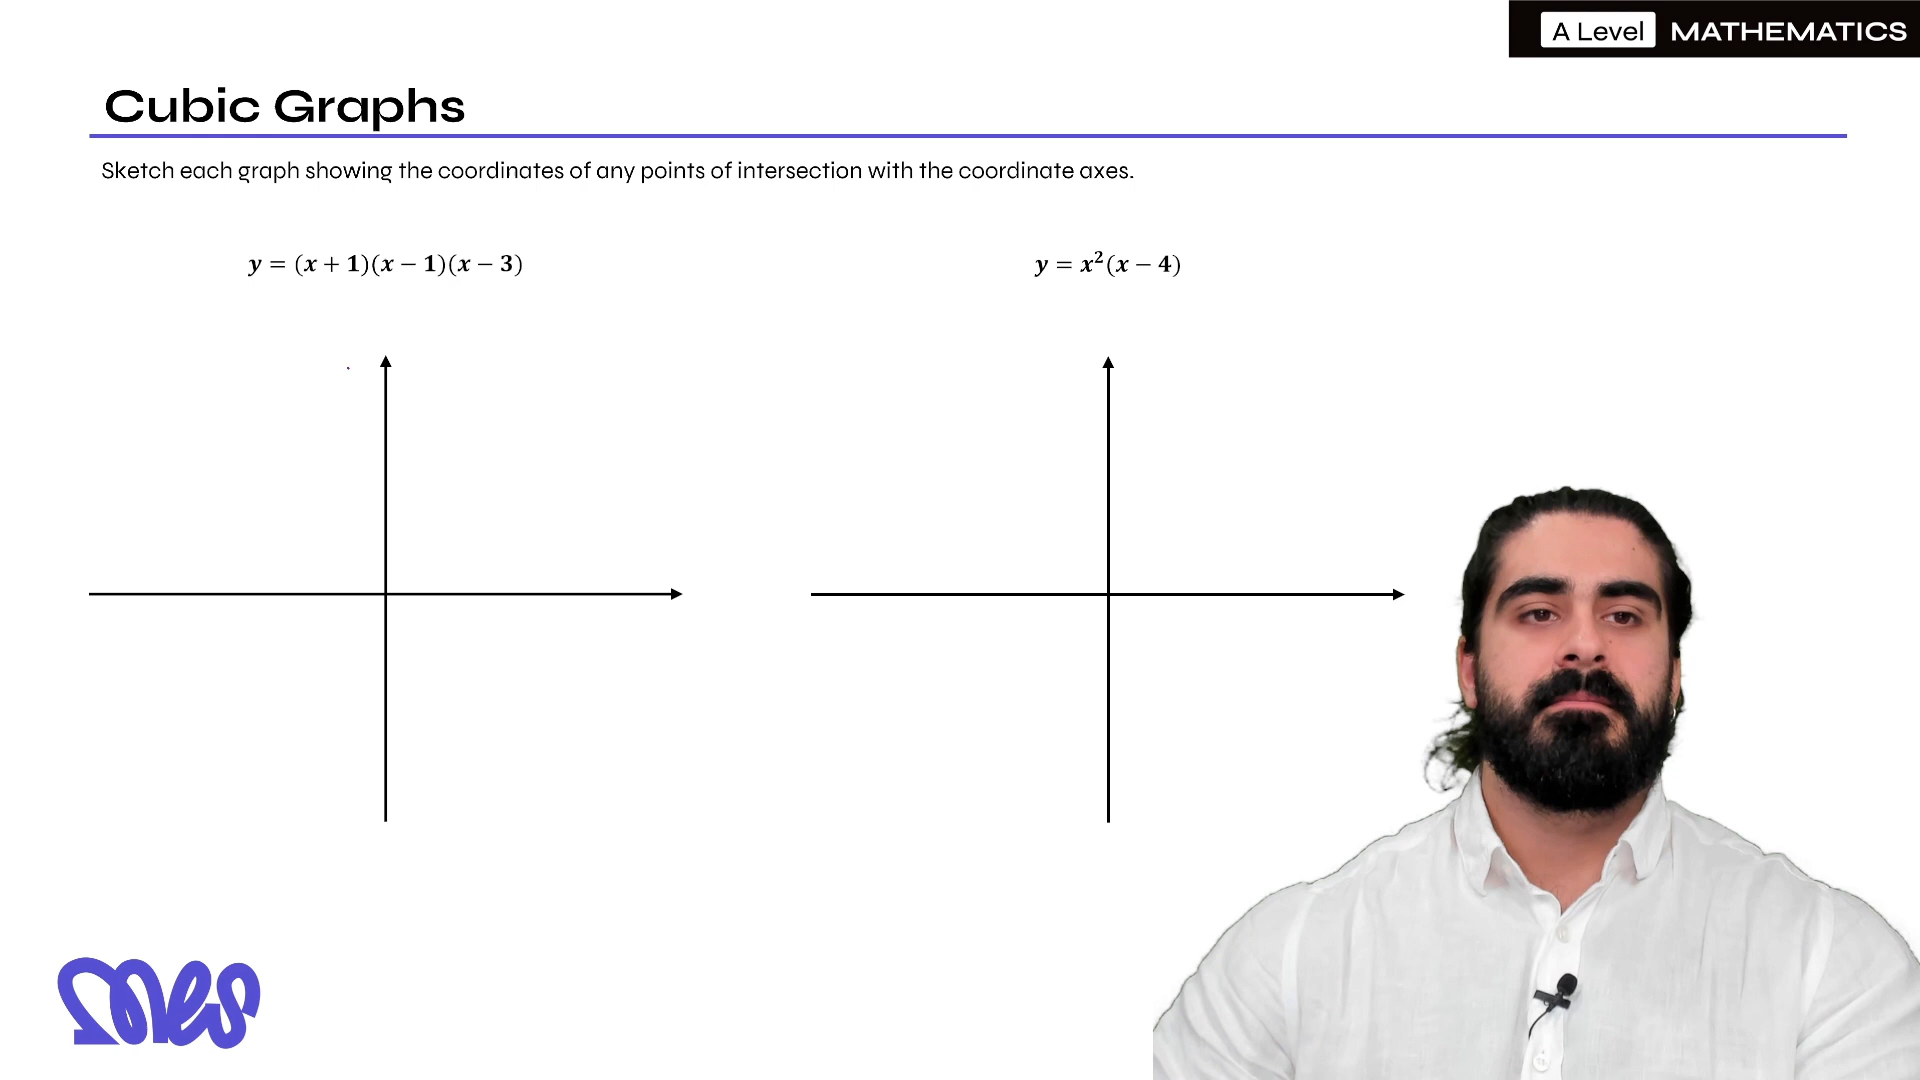 A Level MATHEMATICS
Cubic Graphs
Sketch each graph showing the coordinates of any points of intersection with the coordinate axes.
y = (x + 1)(x − 1)(x − 3)
y = x²(x − 4)
mes